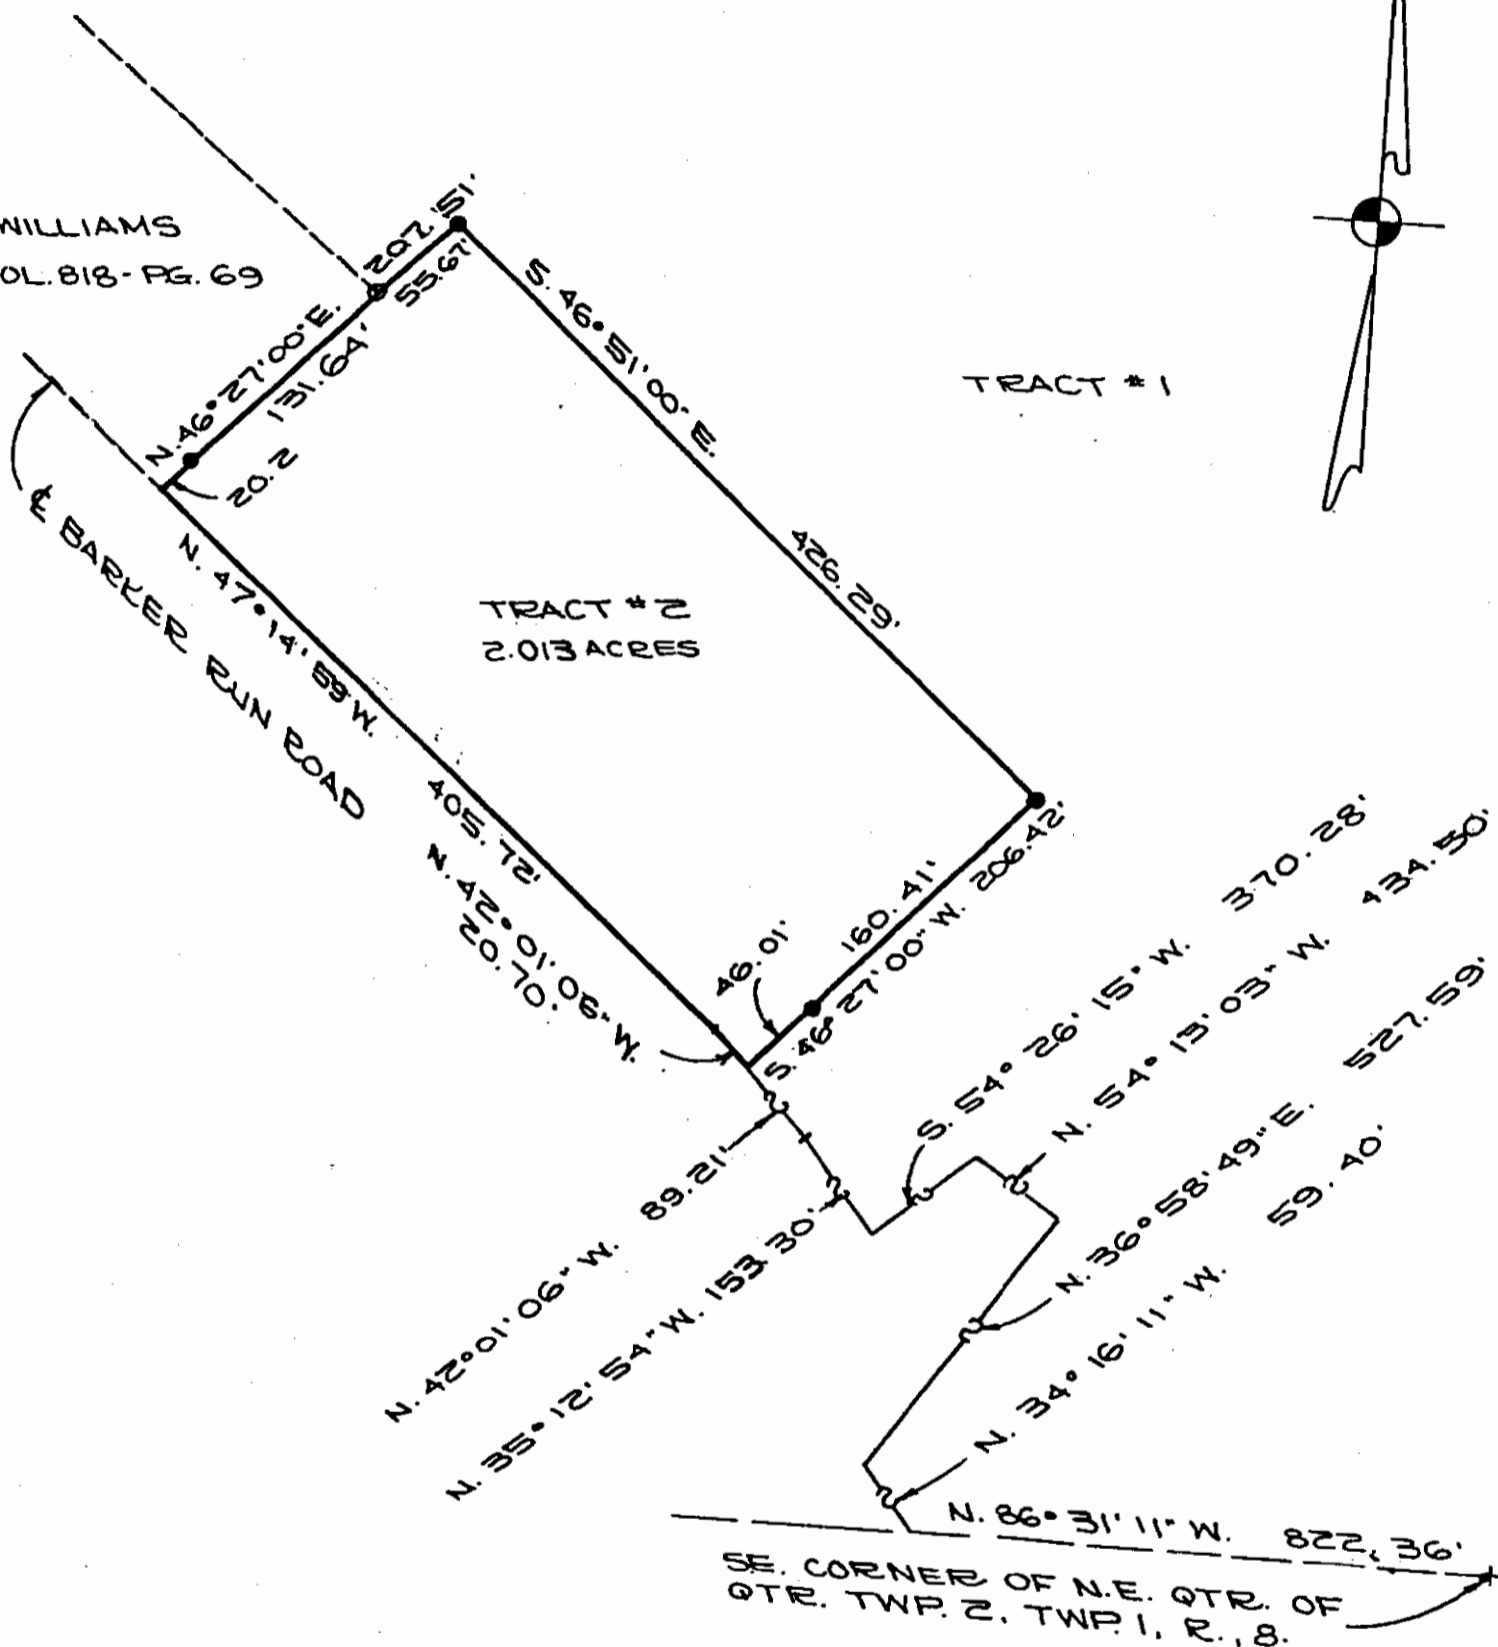 WILLIAMS
OL. 818 - PG. 69
207.51'
55.67'
N. 46° 27' 00" E.
131.64'
20.2
S. 46° 51' 00" E.
426.29'
TRACT # 1
℄ BARKER RUN ROAD
N. 47° 14' 59 W.
405.72'
TRACT # 2
2.013 ACRES
N. 42° 01' 06" W.
20.70'
46.01'
160.41'
S. 46° 27' 00" W. 206.42'
S. 54° 26' 15" W. 370.28'
N. 54° 13' 03" W. 434.50'
N. 36° 58' 49" E. 527.59'
N. 34° 16' 11" W. 59.40'
N. 42° 01' 06" W. 89.21'
N. 35° 12' 54" W. 153.30'
N. 86° 31' 11" W. 822.36'
SE. CORNER OF N.E. QTR. OF
QTR. TWP. 2, TWP. 1, R., 8.